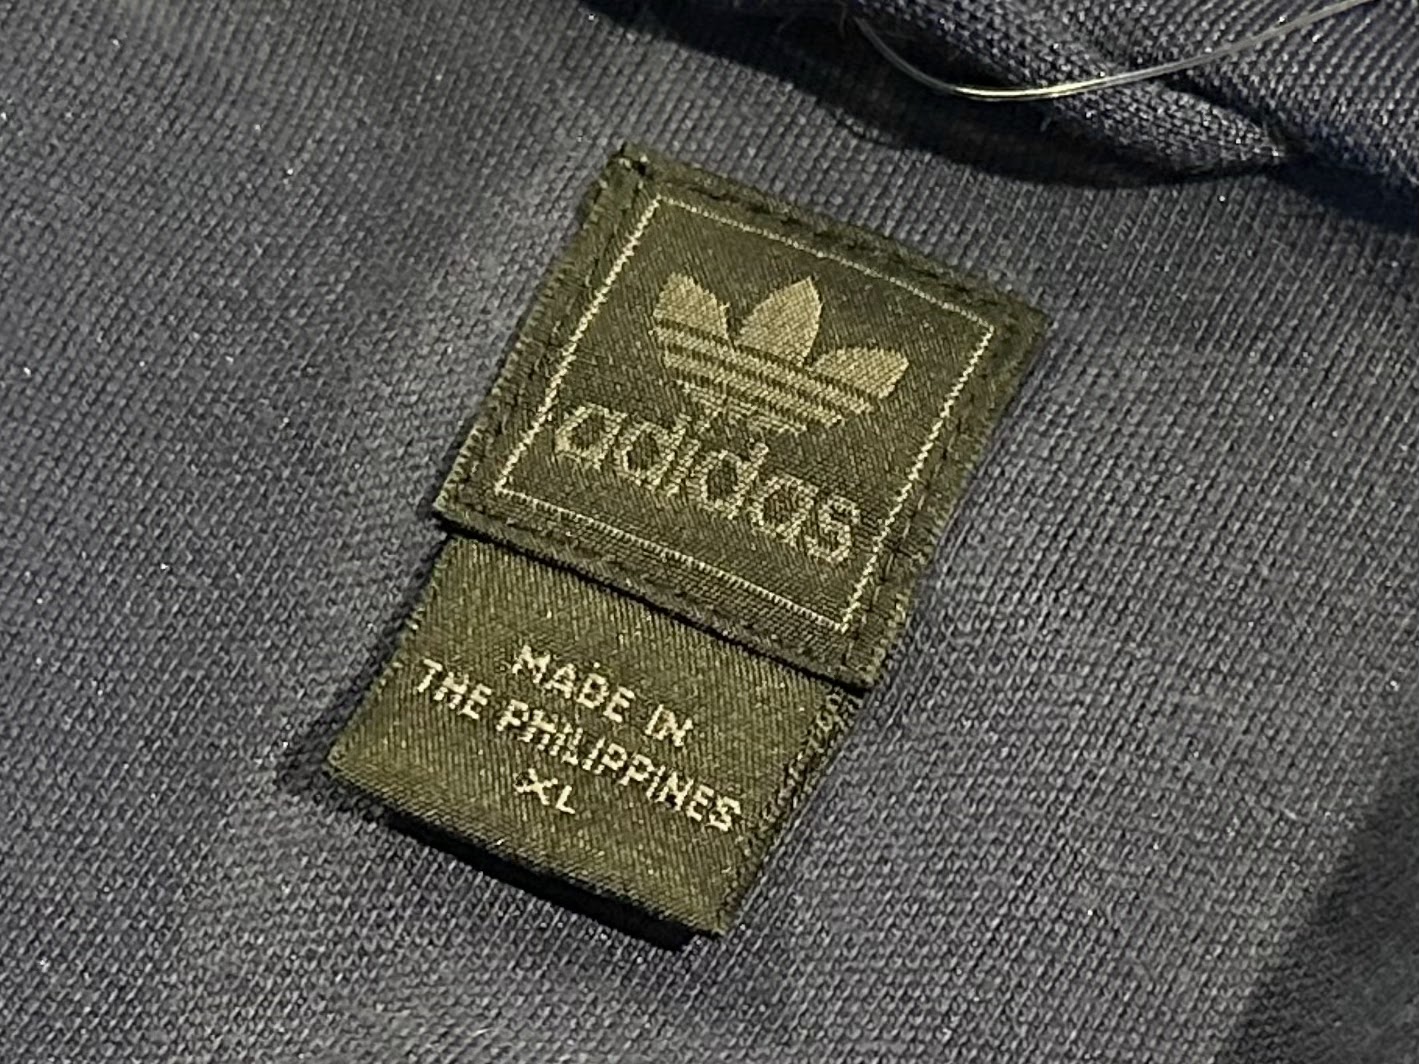 adidas
MADE IN
THE PHILIPPINES
XL